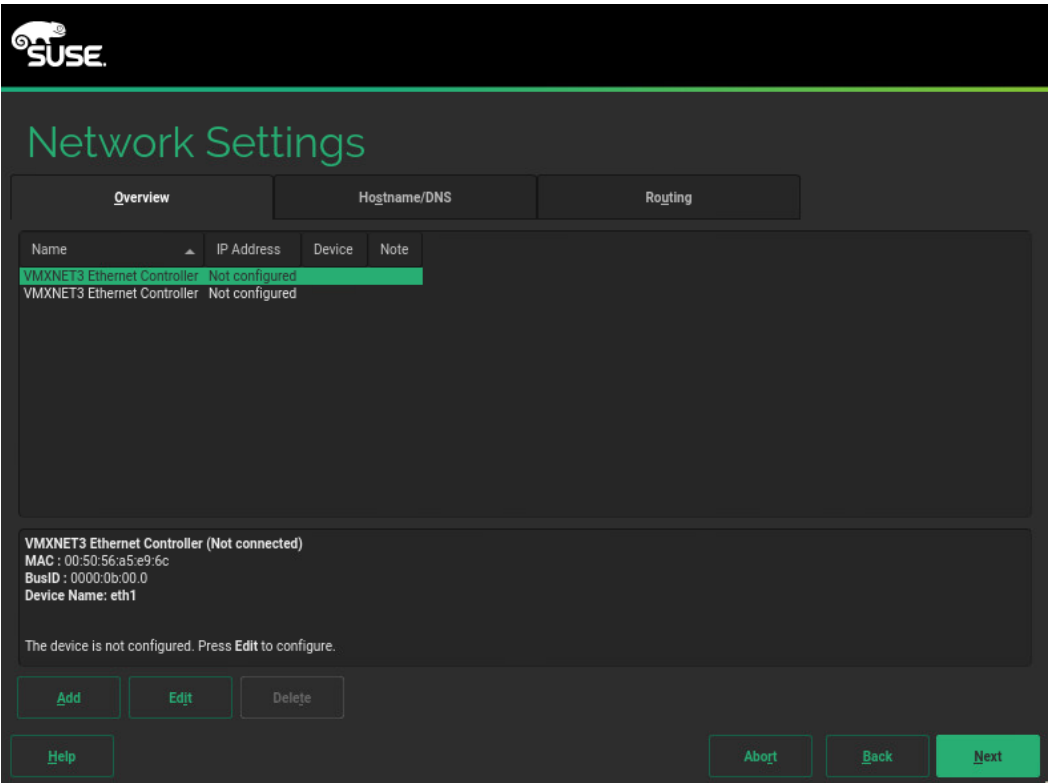 SUSE.
Network Settings
Overview Hostname/DNS Routing
Name IP Address Device Note
VMXNET3 Ethernet Controller Not configured
VMXNET3 Ethernet Controller Not configured
VMXNET3 Ethernet Controller (Not connected)
MAC : 00:50:56:a5:e9:6c
BusID : 0000:0b:00.0
Device Name: eth1
The device is not configured. Press Edit to configure.
Add Edit Delete
Help Abort Back Next